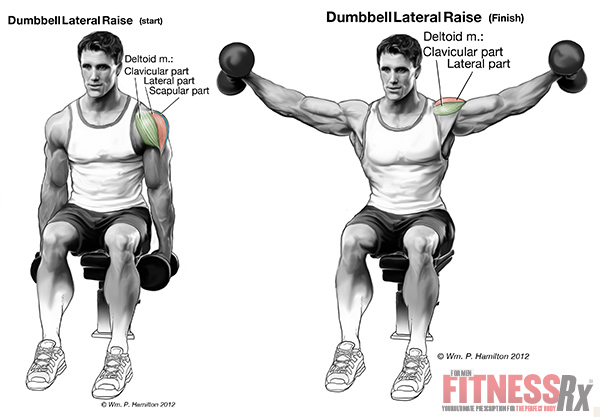 Dumbbell Lateral Raise (start)
Deltoid m.:
Clavicular part
Lateral part
Scapular part
© Wm. P. Hamilton 2012
Dumbbell Lateral Raise (Finish)
Deltoid m.:
Clavicular part
Lateral part
© Wm. P. Hamilton 2012
FOR MEN
FITNESSRx
YOUR ULTIMATE PRESCRIPTION FOR THE PERFECT BODY